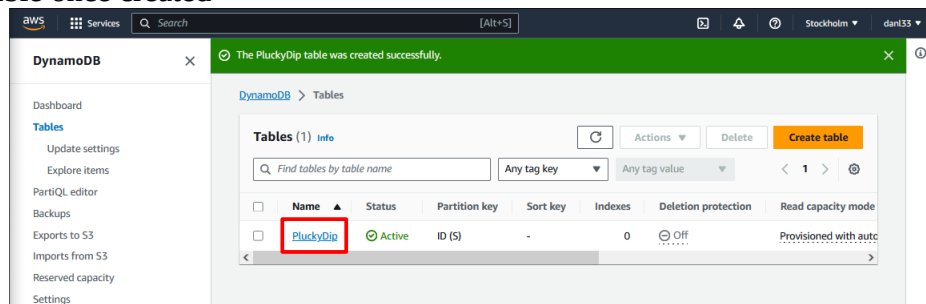 aws Services Search [Alt+S] Stockholm ▼ danl33 ▼
DynamoDB
The PluckyDip table was created successfully.
DynamoDB > Tables
Dashboard
Tables
Update settings
Explore items
PartiQL editor
Backups
Exports to S3
Imports from S3
Reserved capacity
Settings
Tables (1) Info
Actions ▼ Delete Create table
Find tables by table name Any tag key ▼ Any tag value ▼ < 1 >
Name ▲ Status Partition key Sort key Indexes Deletion protection Read capacity mode
PluckyDip Active ID (S) - 0 Off Provisioned with auto